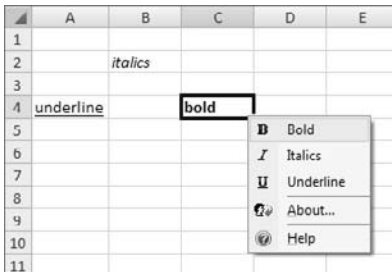 A B C D E
1
2 italics
3
4 underline bold
5 B Bold
6 I Italics
7 U Underline
8
9 About...
10 Help
11